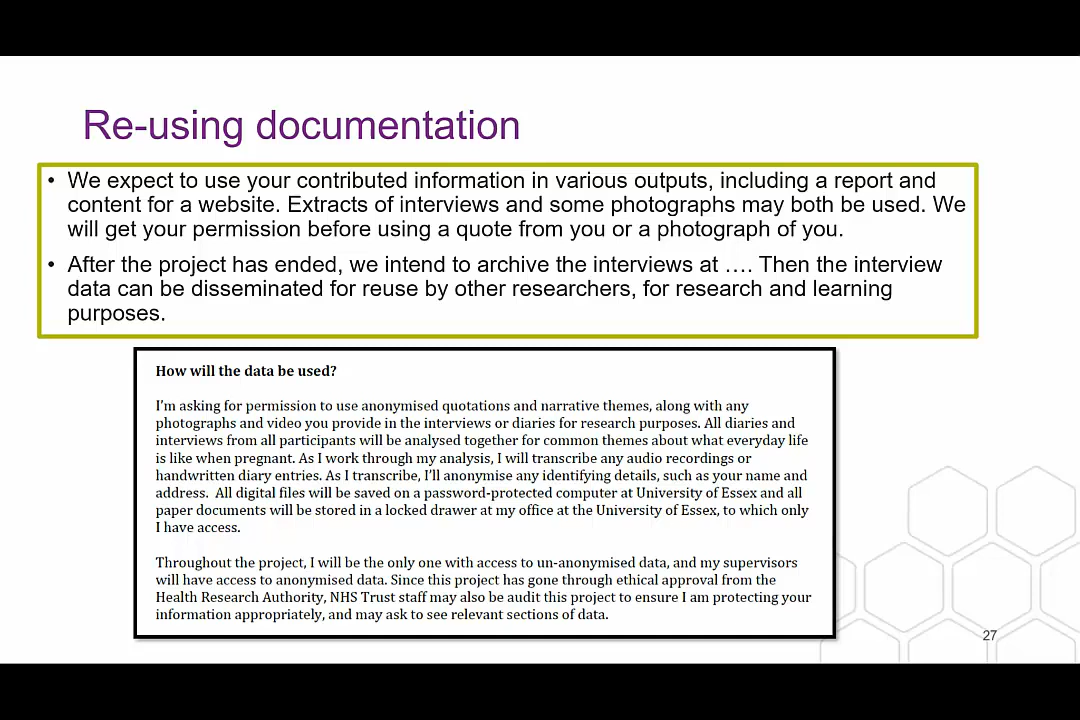 Re-using documentation
• We expect to use your contributed information in various outputs, including a report and
content for a website. Extracts of interviews and some photographs may both be used. We
will get your permission before using a quote from you or a photograph of you.
• After the project has ended, we intend to archive the interviews at …. Then the interview
data can be disseminated for reuse by other researchers, for research and learning
purposes.
How will the data be used?
I'm asking for permission to use anonymised quotations and narrative themes, along with any
photographs and video you provide in the interviews or diaries for research purposes. All diaries and
interviews from all participants will be analysed together for common themes about what everyday life
is like when pregnant. As I work through my analysis, I will transcribe any audio recordings or
handwritten diary entries. As I transcribe, I'll anonymise any identifying details, such as your name and
address. All digital files will be saved on a password-protected computer at University of Essex and all
paper documents will be stored in a locked drawer at my office at the University of Essex, to which only
I have access.
Throughout the project, I will be the only one with access to un-anonymised data, and my supervisors
will have access to anonymised data. Since this project has gone through ethical approval from the
Health Research Authority, NHS Trust staff may also be audit this project to ensure I am protecting your
information appropriately, and may ask to see relevant sections of data.
27